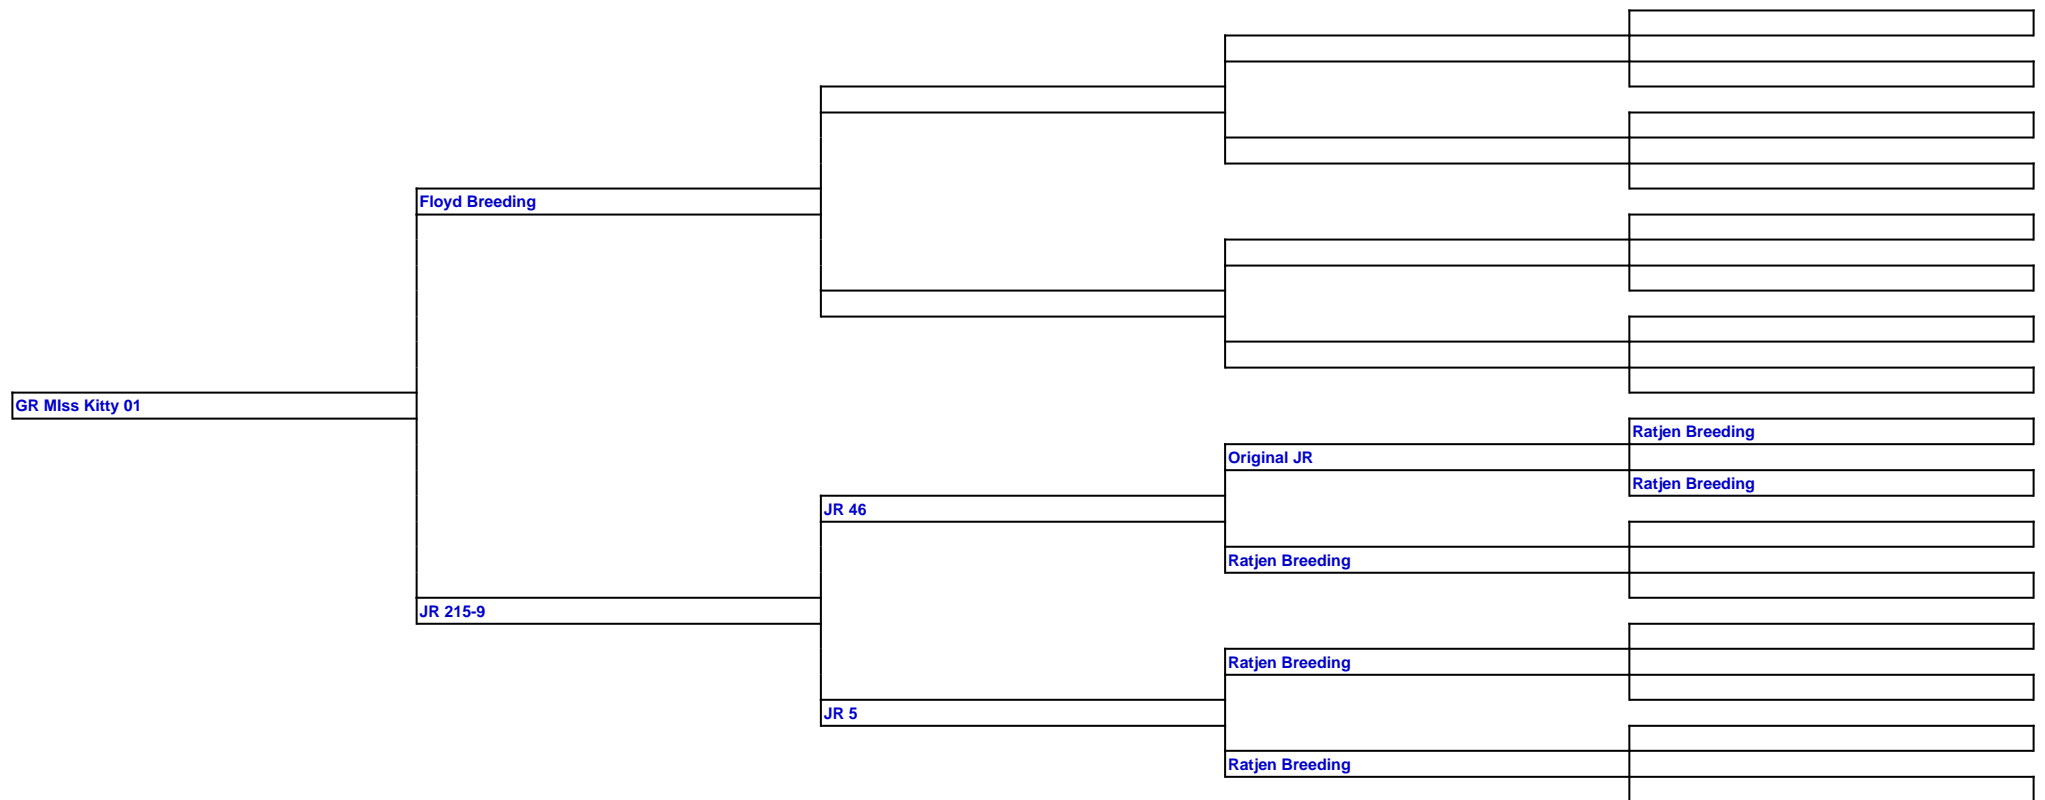 Floyd Breeding
GR MIss Kitty 01
Ratjen Breeding
Original JR
Ratjen Breeding
JR 46
Ratjen Breeding
JR 215-9
Ratjen Breeding
JR 5
Ratjen Breeding